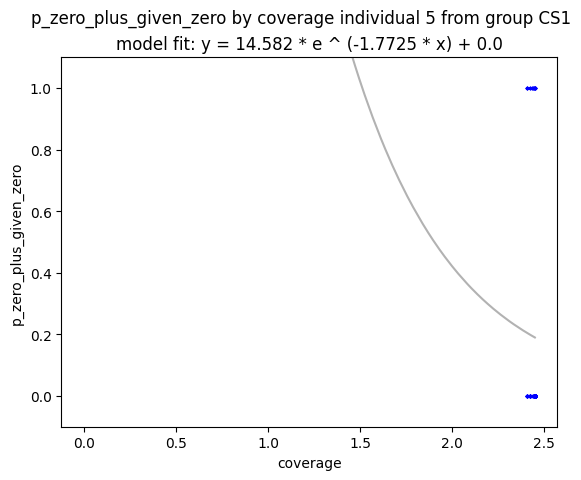 p_zero_plus_given_zero by coverage individual 5 from group CS1
model fit: y = 14.582 * e ^ (-1.7725 * x) + 0.0
1.0
0.8
0.6
0.4
0.2
0.0
p_zero_plus_given_zero
0.0 0.5 1.0 1.5 2.0 2.5
coverage